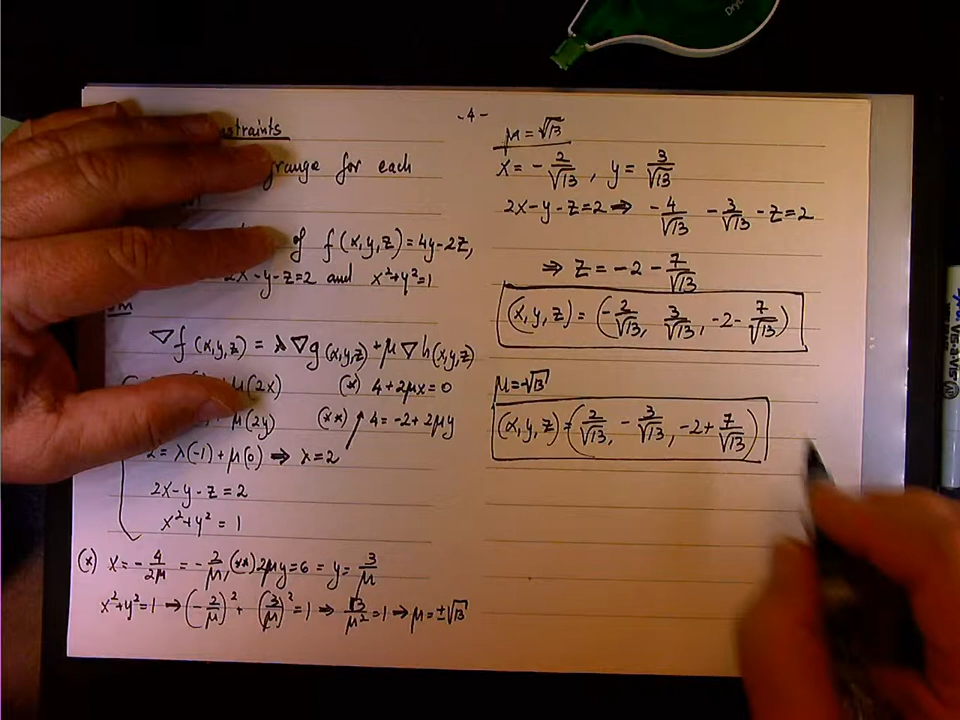 -4-
straints
grange for each
of f(x,y,z)=4y-2z,
2x-y-z=2 and x²+y²=1
∇f(x,y,z) = λ∇g(x,y,z)+μ∇h(x,y,z)
μ(2x) (*) 4+2μx=0
μ(2y) (**) 4=-2+2μy
2=λ(-1)+μ(0) ⇒ λ=2
2x-y-z=2
x²+y²=1
(*) x=-4/2μ = -2/μ, (**) 2μy=6 = y= 3/μ
x²+y²=1 ⇒ (-2/μ)² + (3/μ)² = 1 ⇒ 13/μ² = 1 ⇒ μ=±√13
μ=√13
x=-2/√13, y=3/√13
2x-y-z=2 ⇒ -4/√13 -3/√13 -z=2
⇒ z=-2-7/√13
(x,y,z) = (-2/√13, 3/√13, -2-7/√13)
μ=-√13
(x,y,z) = (2/√13, -3/√13, -2+7/√13)